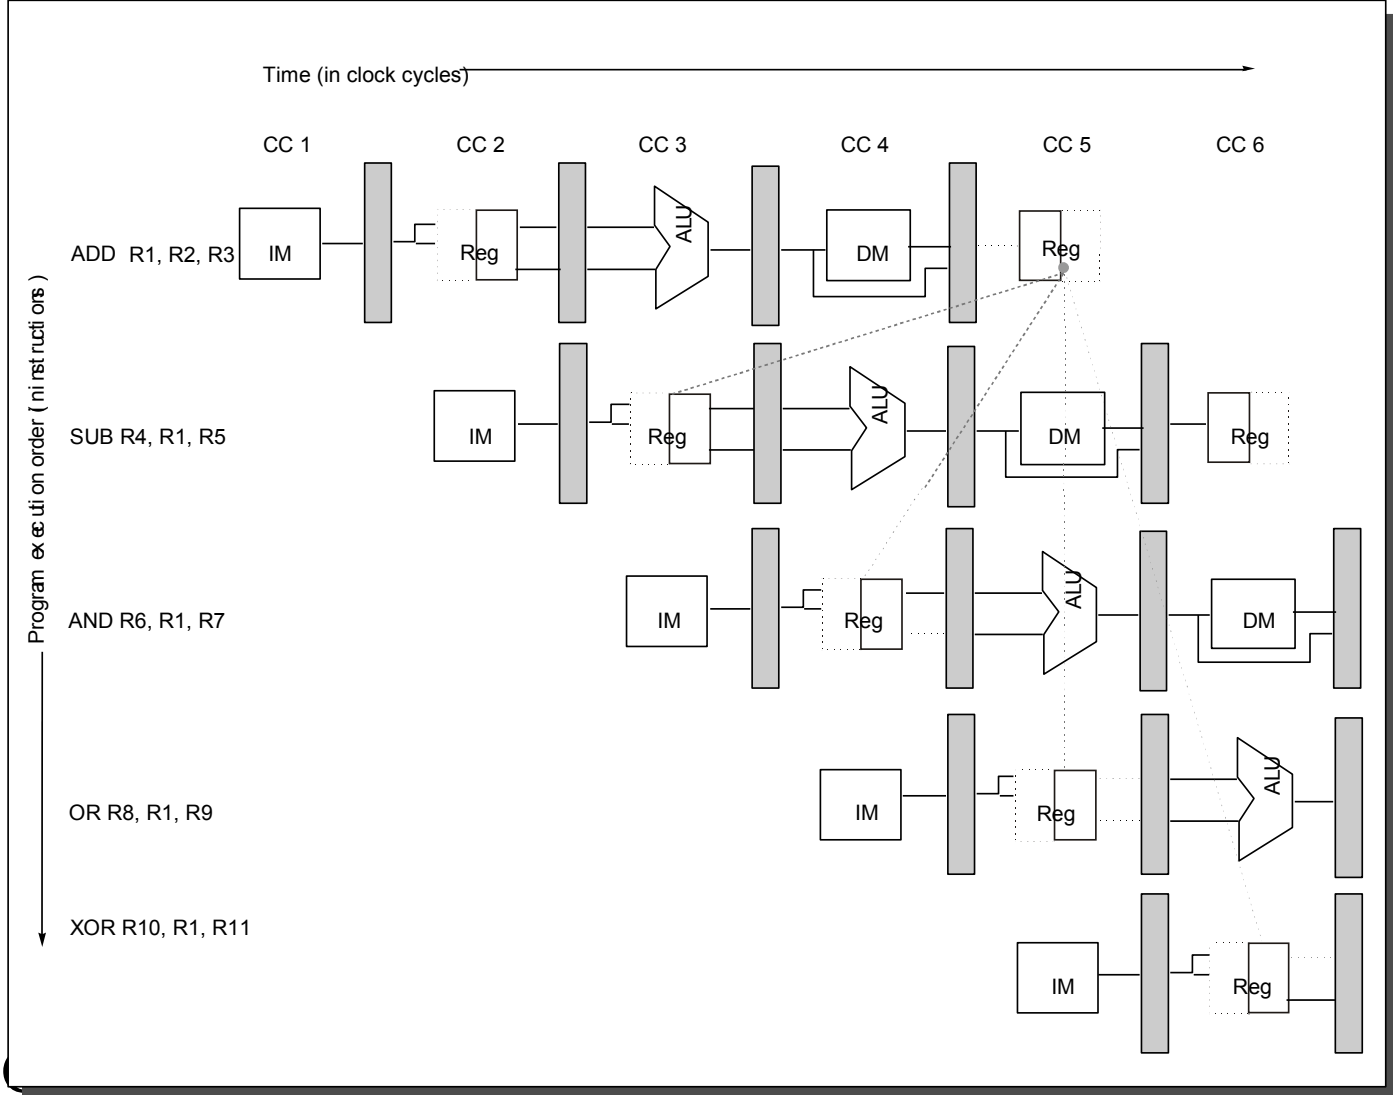 Time (in clock cycles)
CC 1 CC 2 CC 3 CC 4 CC 5 CC 6
ADD R1, R2, R3 IM Reg ALU DM Reg
SUB R4, R1, R5 IM Reg ALU DM Reg
AND R6, R1, R7 IM Reg ALU DM
OR R8, R1, R9 IM Reg ALU
XOR R10, R1, R11
IM Reg
Program execution order (in instructions)